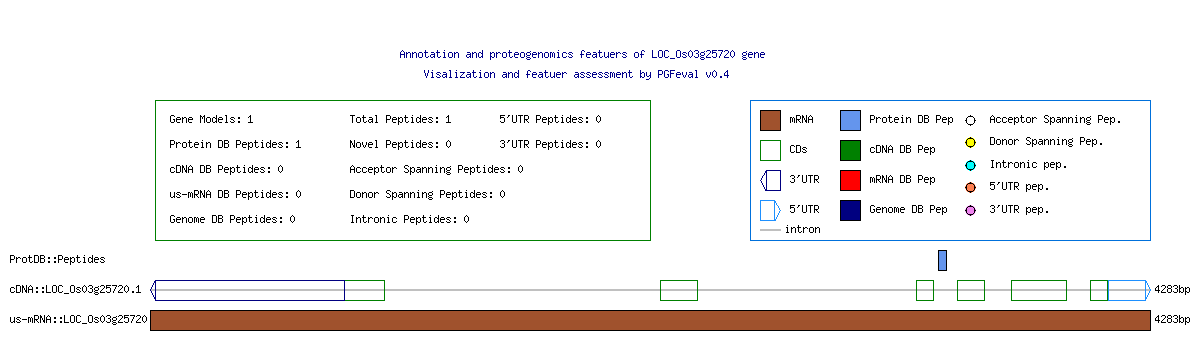 Annotation and proteogenomics featuers of LOC_Os03g25720 gene
Visalization and featuer assessment by PGFeval v0.4
Gene Models: 1 Total Peptides: 1 5'UTR Peptides: 0
Protein DB Peptides: 1 Novel Peptides: 0 3'UTR Peptides: 0
cDNA DB Peptides: 0 Acceptor Spanning Peptides: 0
us-mRNA DB Peptides: 0 Donor Spanning Peptides: 0
Genome DB Peptides: 0 Intronic Peptides: 0
mRNA Protein DB Pep Acceptor Spanning Pep.
CDs cDNA DB Pep Donor Spanning Pep.
3'UTR mRNA DB Pep Intronic pep.
5'UTR Genome DB Pep 5'UTR pep.
intron 3'UTR pep.
ProtDB::Peptides
cDNA::LOC_Os03g25720.1 4283bp
us-mRNA::LOC_Os03g25720 4283bp